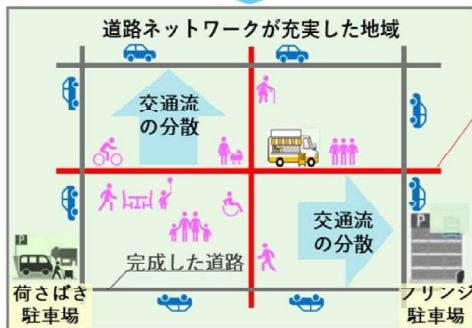 道路ネットワークが充実した地域
交通流
の分散
交通流
の分散
完成した道路
P
荷さばき
駐車場
P
フリンジ
駐車場